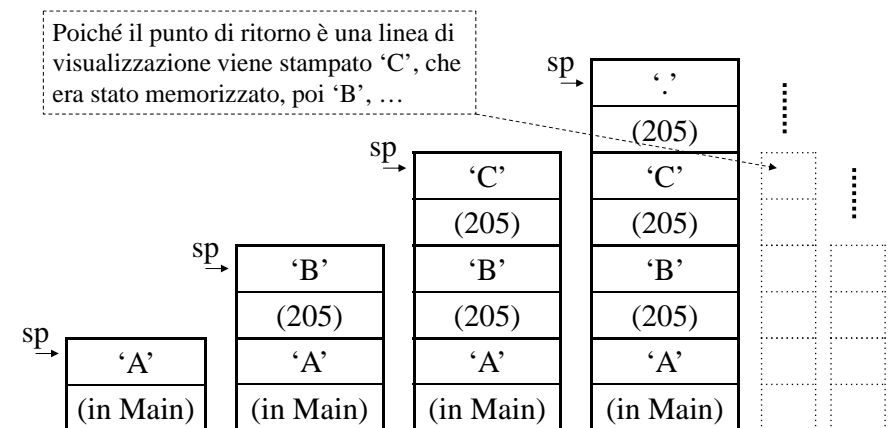 Poiché il punto di ritorno è una linea di
visualizzazione viene stampato ‘C’, che
era stato memorizzato, poi ‘B’, …
sp
‘A’
(in Main)
sp
‘B’
(205)
‘A’
(in Main)
sp
‘C’
(205)
‘B’
(205)
‘A’
(in Main)
sp
‘.’
(205)
‘C’
(205)
‘B’
(205)
‘A’
(in Main)